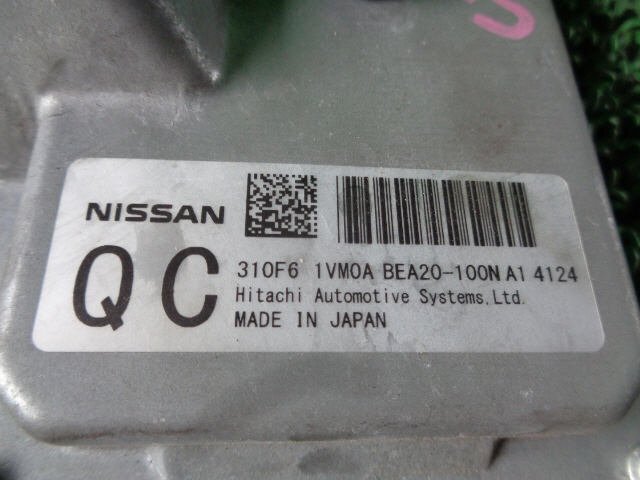 NISSAN
QC
310F6 1VM0A BEA20-100N A1 4124
Hitachi Automotive Systems,Ltd.
MADE IN JAPAN